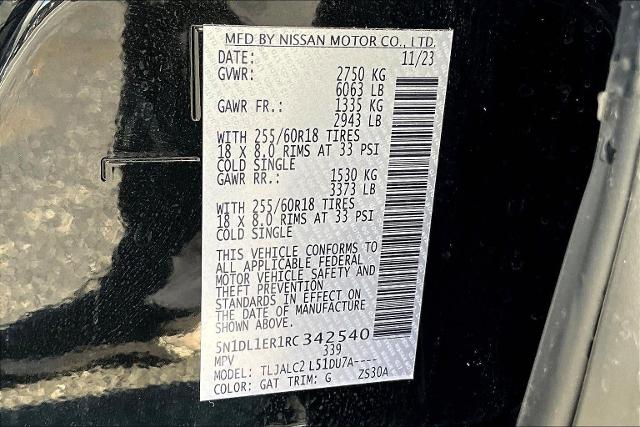 MFD BY NISSAN MOTOR CO., LTD.
DATE: 11/23
GVWR: 2750 KG
6063 LB
GAWR FR.: 1335 KG
2943 LB
WITH 255/60R18 TIRES
18 X 8.0 RIMS AT 33 PSI
COLD SINGLE
GAWR RR.: 1530 KG
3373 LB
WITH 255/60R18 TIRES
18 X 8.0 RIMS AT 33 PSI
COLD SINGLE
THIS VEHICLE CONFORMS TO
ALL APPLICABLE FEDERAL
MOTOR VEHICLE SAFETY AND
THEFT PREVENTION
STANDARDS IN EFFECT ON
THE DATE OF MANUFACTURE
SHOWN ABOVE.
5N1DL1ER1RC342540
MPV 339
MODEL: TLJALC2 L51DU7A----
COLOR: GAT TRIM: G ZS30A